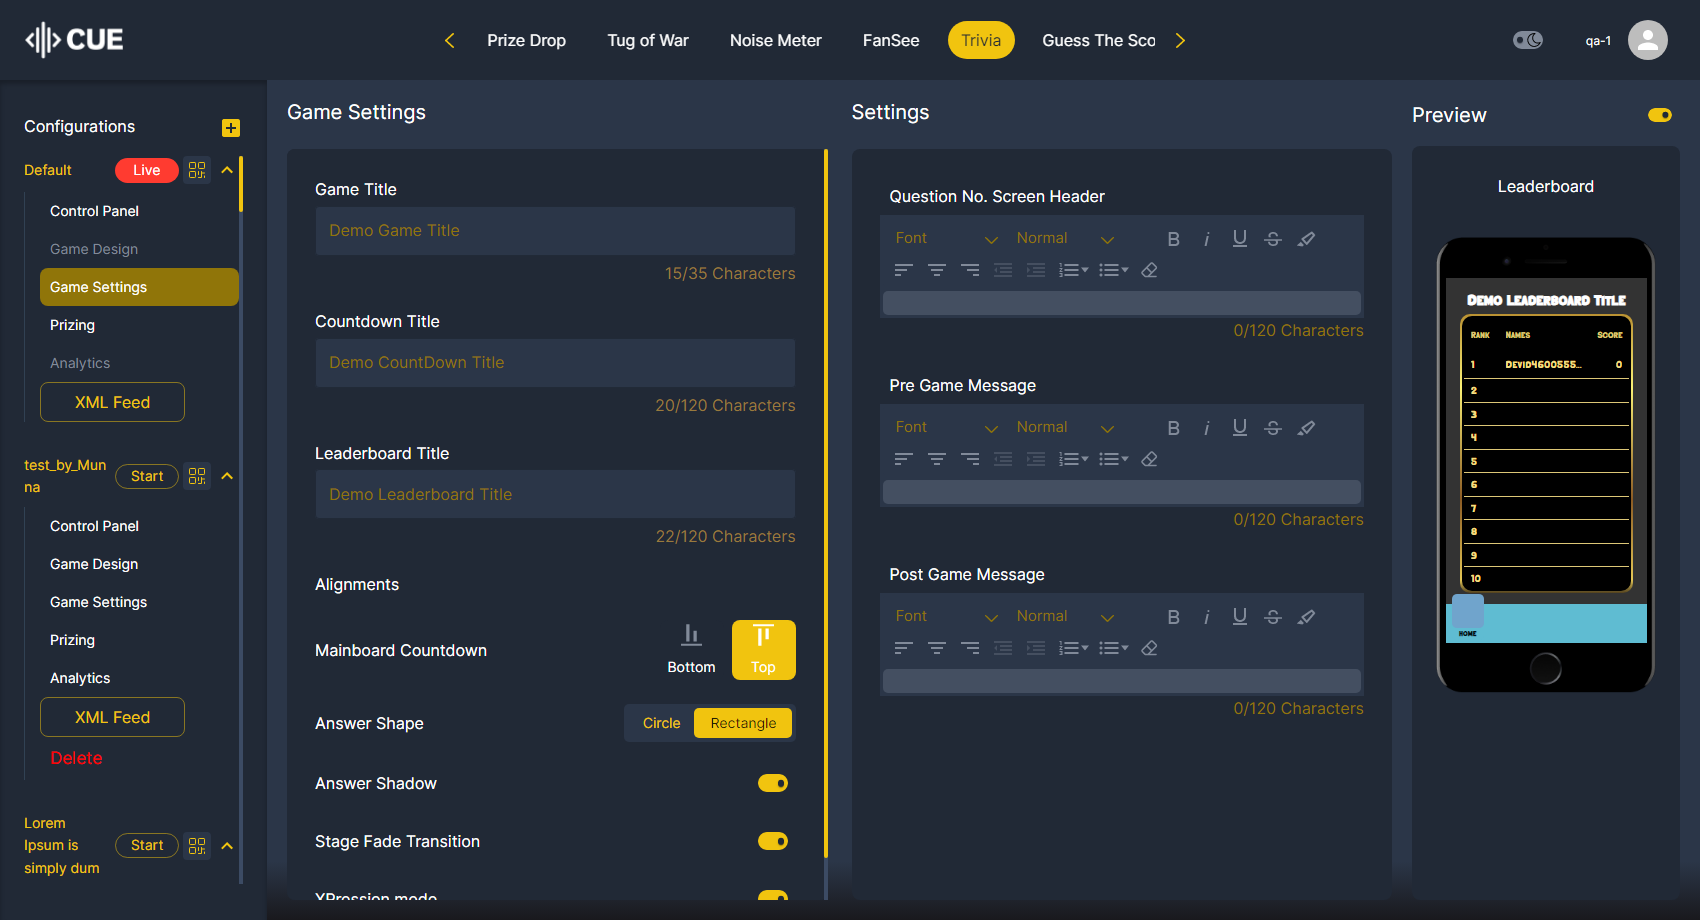 CUE
Prize Drop
Tug of War
Noise Meter
FanSee
Trivia
Guess The Sco
qa-1
Configurations
Default
Live
Control Panel
Game Design
Game Settings
Prizing
Analytics
XML Feed
test_by_Mun
na
Start
Control Panel
Game Design
Game Settings
Prizing
Analytics
XML Feed
Delete
Lorem
Ipsum is
simply dum
Start
Game Settings
Game Title
Demo Game Title
15/35 Characters
Countdown Title
Demo CountDown Title
20/120 Characters
Leaderboard Title
Demo Leaderboard Title
22/120 Characters
Alignments
Mainboard Countdown
Bottom
Top
Answer Shape
Circle
Rectangle
Answer Shadow
Stage Fade Transition
XPression mode
Settings
Question No. Screen Header
Font
Normal
0/120 Characters
Pre Game Message
Font
Normal
0/120 Characters
Post Game Message
Font
Normal
0/120 Characters
Preview
Leaderboard
Demo Leaderboard Title
Rank Names Score
1 devid4600555... 0
2
3
4
5
6
7
8
9
10
HOME